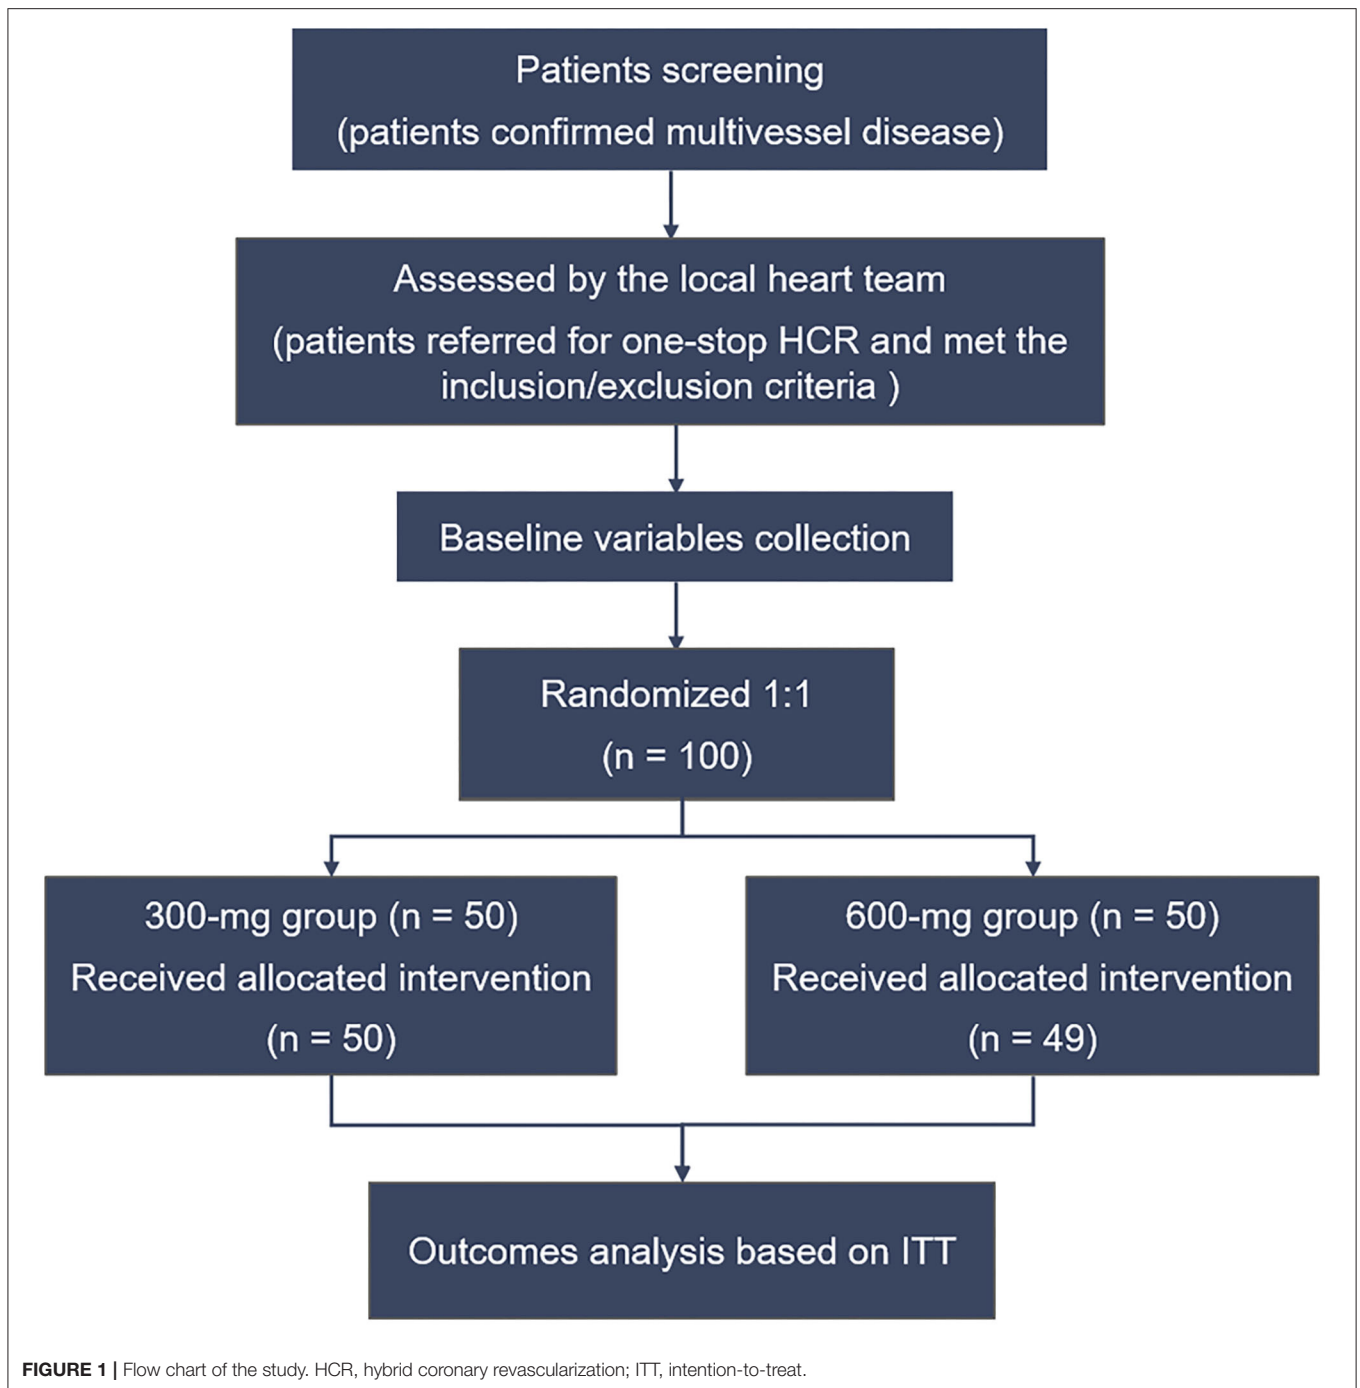 Patients screening
(patients confirmed multivessel disease)
Assessed by the local heart team
(patients referred for one-stop HCR and met the
inclusion/exclusion criteria )
Baseline variables collection
Randomized 1:1
(n = 100)
300-mg group (n = 50)
Received allocated intervention
(n = 50)
600-mg group (n = 50)
Received allocated intervention
(n = 49)
Outcomes analysis based on ITT
FIGURE 1 | Flow chart of the study. HCR, hybrid coronary revascularization; ITT, intention-to-treat.